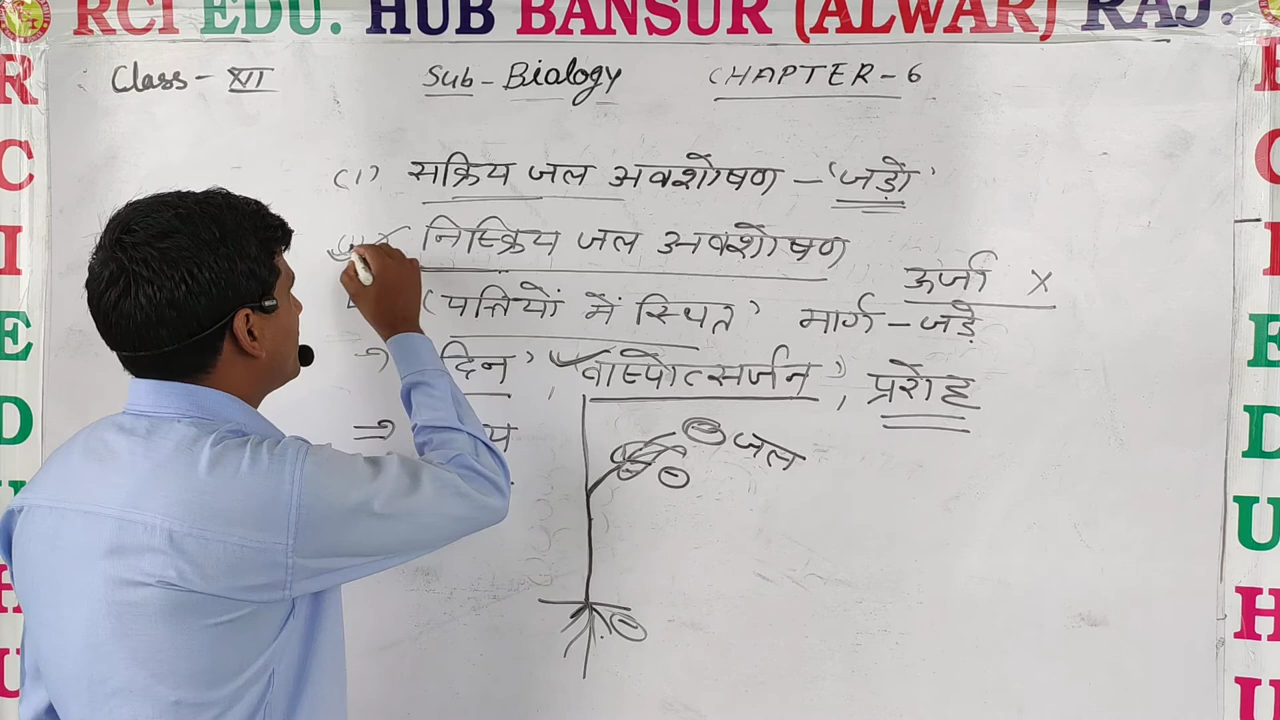 RCI EDU. HUB BANSUR (ALWAR) RAJ.
Class - XII Sub - Biology CHAPTER - 6
(1) सक्रिय जल अवशोषण - 'जड़ों'
निष्क्रिय जल अवशोषण
ऊर्जा ×
(पत्तियों में स्थित) मार्ग - जड़े
→ दिन', वाष्पोत्सर्जन', प्ररोह
⇒
जल
R C I E D U H U
R C I E D U H U